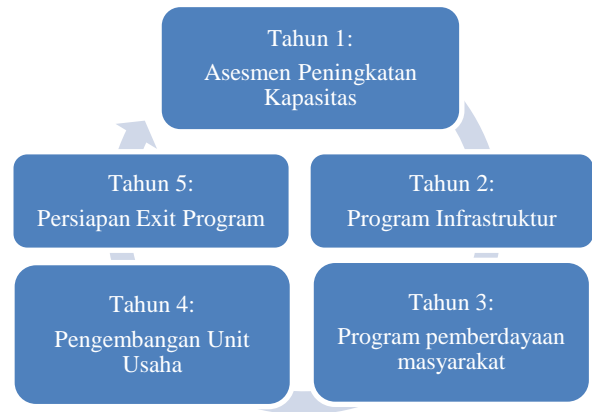 Tahun 1:
Asesmen Peningkatan
Kapasitas
Tahun 2:
Program Infrastruktur
Tahun 3:
Program pemberdayaan
masyarakat
Tahun 4:
Pengembangan Unit
Usaha
Tahun 5:
Persiapan Exit Program